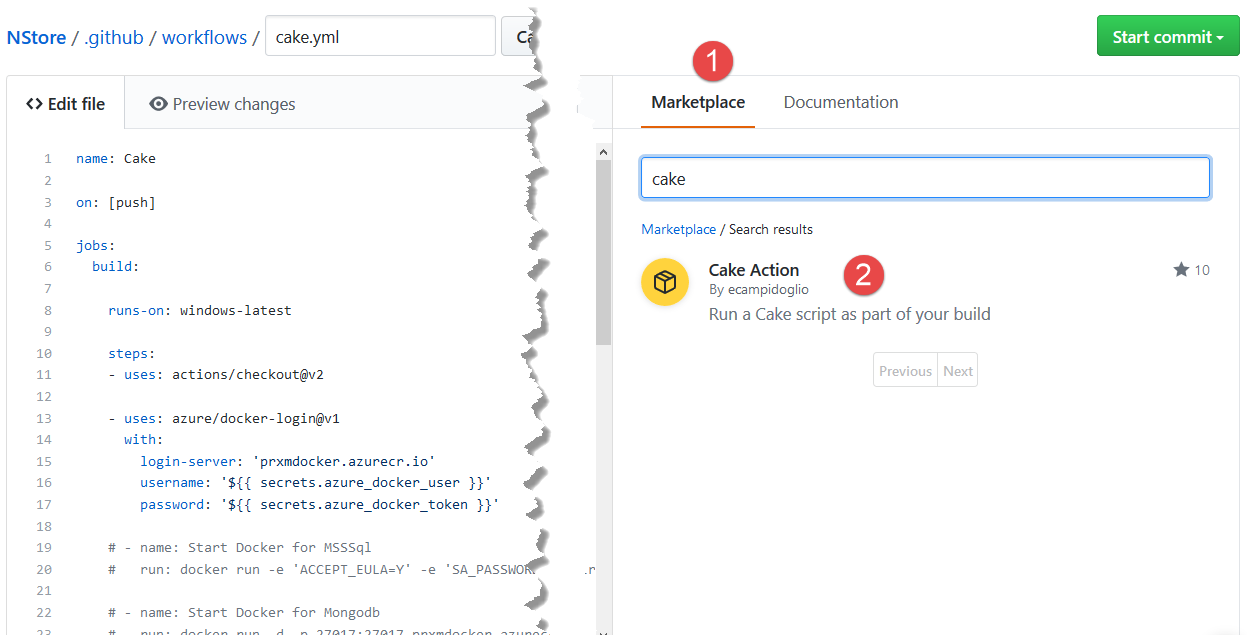 NStore / .github / workflows / cake.yml
Start commit
1
<> Edit file
Preview changes
Marketplace
Documentation
1 name: Cake
2
3 on: [push]
4
5 jobs:
6 build:
7
8 runs-on: windows-latest
9
10 steps:
11 - uses: actions/checkout@v2
12
13 - uses: azure/docker-login@v1
14 with:
15 login-server: 'prxmdocker.azurecr.io'
16 username: '${{ secrets.azure_docker_user }}'
17 password: '${{ secrets.azure_docker_token }}'
18
19 # - name: Start Docker for MSSSql
20 # run: docker run -e 'ACCEPT_EULA=Y' -e
21
22 # - name: Start Docker for Mongodb
23 # run: docker run -d -p 27017:27017
cake
Marketplace / Search results
Cake Action
2
10
By ecampidoglio
Run a Cake script as part of your build
Previous
Next